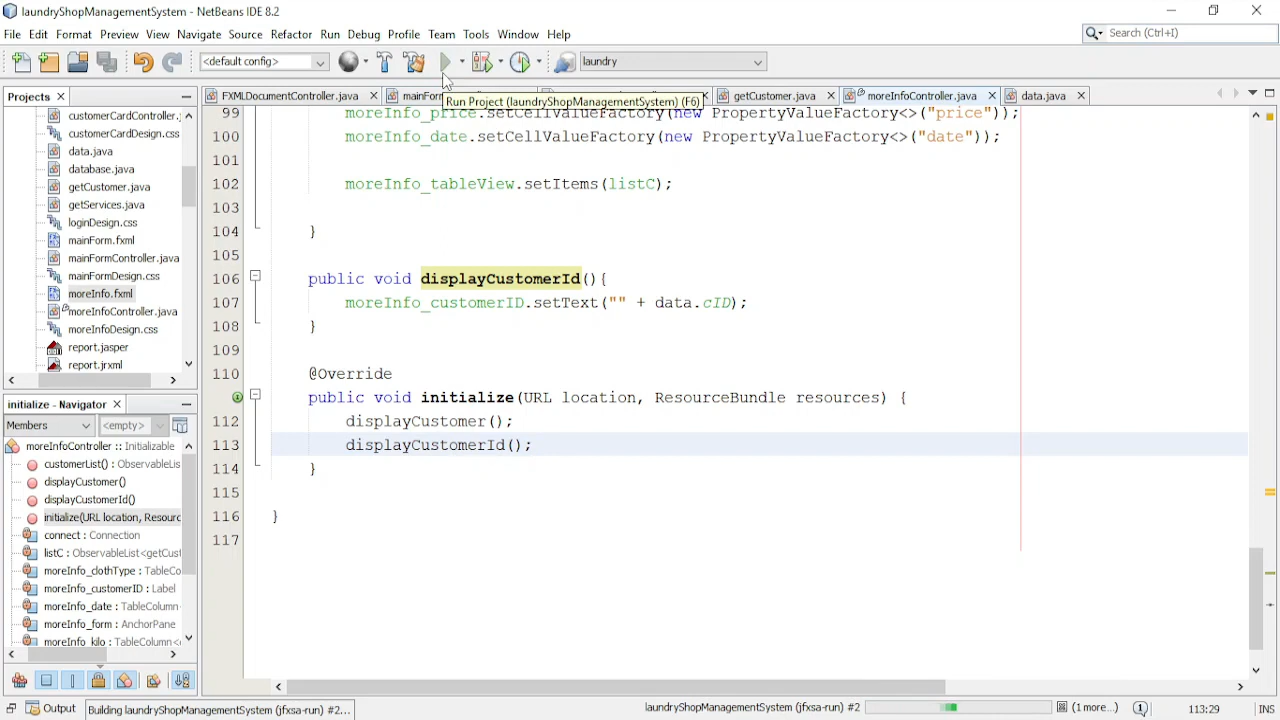 laundryShopManagementSystem - NetBeans IDE 8.2
File Edit Format Preview View Navigate Source Refactor Run Debug Profile Team Tools Window Help
Search (Ctrl+I)
<default config>
laundry
Run Project (laundryShopManagementSystem) (F6)
Projects
FXMLDocumentController.java
mainForm
getCustomer.java
moreInfoController.java
data.java
customerCardController.
customerCardDesign.css
data.java
database.java
getCustomer.java
getServices.java
loginDesign.css
mainForm.fxml
mainFormController.java
mainFormDesign.css
moreInfo.fxml
moreInfoController.java
moreInfoDesign.css
report.jasper
report.jrxml
initialize - Navigator
Members
<empty>
moreInfoController :: Initializable
customerList() : ObservableLis
displayCustomer()
displayCustomerId()
initialize(URL location, Resourc
connect : Connection
listC : ObservableList<getCust
moreInfo_clothType : TableCo
moreInfo_customerID : Label
moreInfo_date : TableColumn
moreInfo_form : AnchorPane
moreInfo_kilo : TableColumn<
99 moreInfo_price.setCellValueFactory(new PropertyValueFactory<>("price"));
100 moreInfo_date.setCellValueFactory(new PropertyValueFactory<>("date"));
101
102 moreInfo_tableView.setItems(listC);
103
104 }
105
106 public void displayCustomerId(){
107 moreInfo_customerID.setText("" + data.cID);
108 }
109
110 @Override
public void initialize(URL location, ResourceBundle resources) {
112 displayCustomer();
113 displayCustomerId();
114 }
115
116 }
117
Output
Building laundryShopManagementSystem (jfxsa-run) #2...
laundryShopManagementSystem (jfxsa-run) #2
(1 more...)
113:29
INS